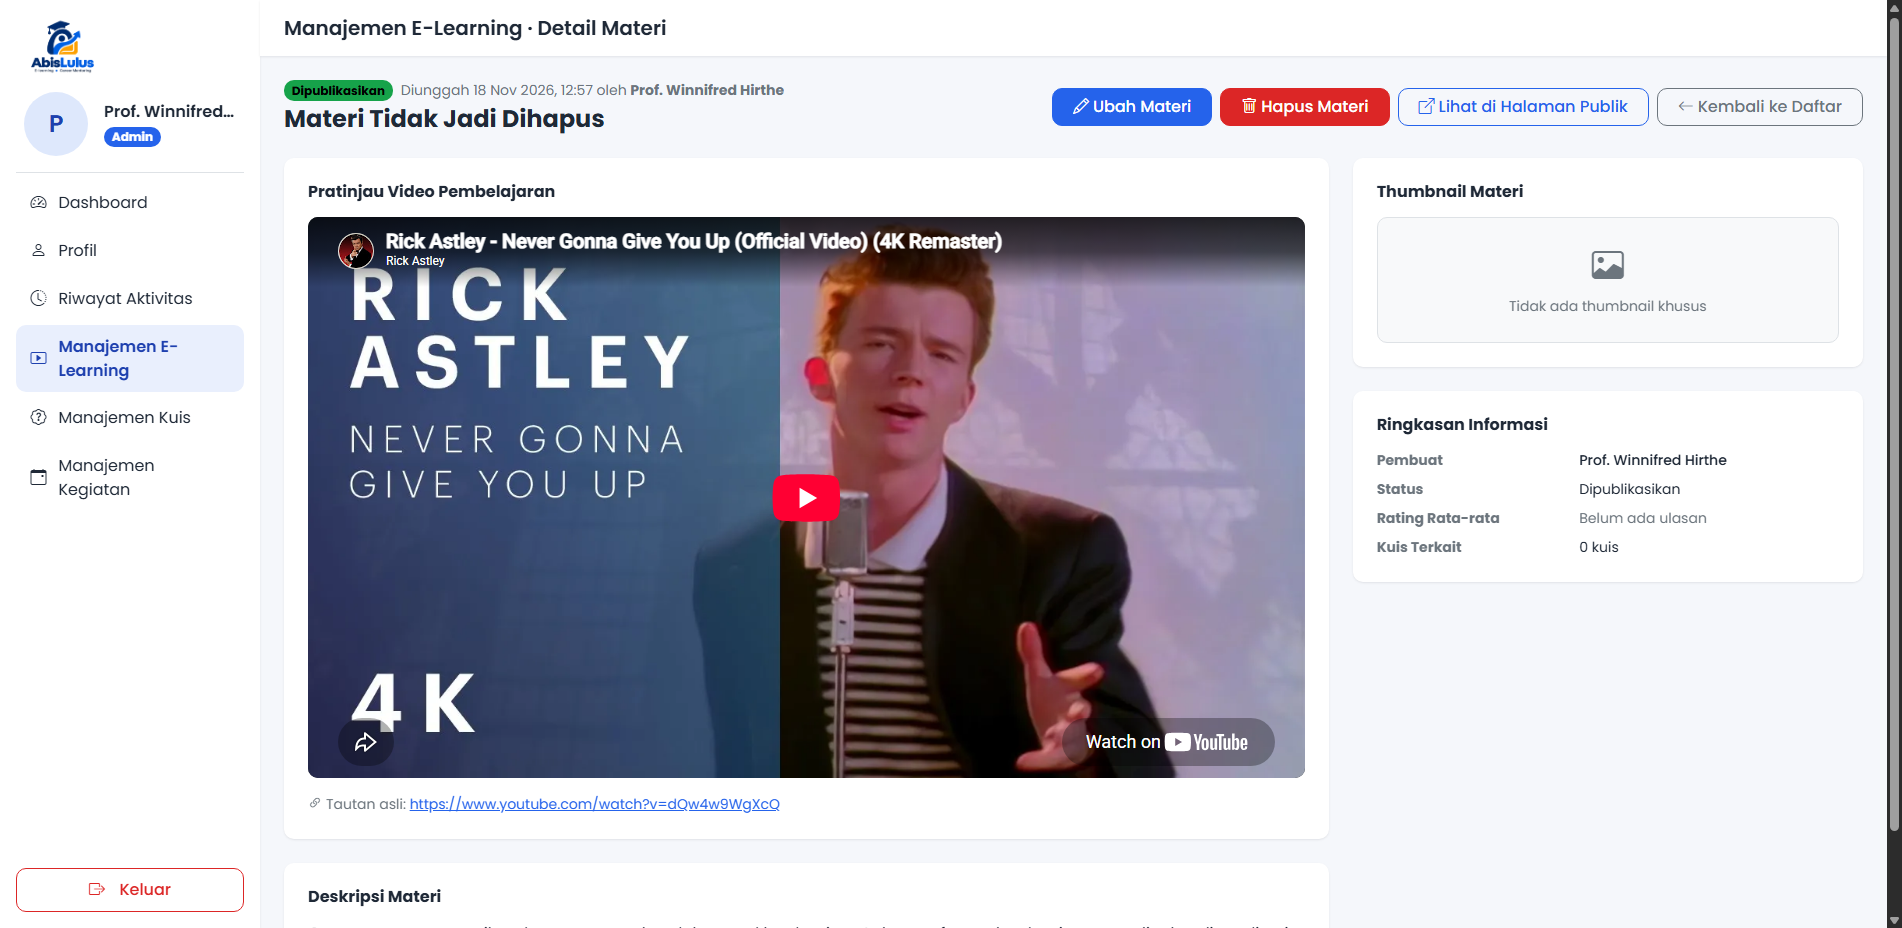 AbisLulus
P
Prof. Winnifred...
Admin
Dashboard
Profil
Riwayat Aktivitas
Manajemen E-
Learning
Manajemen Kuis
Manajemen
Kegiatan
Keluar
Manajemen E-Learning · Detail Materi
Dipublikasikan Diunggah 18 Nov 2026, 12:57 oleh Prof. Winnifred Hirthe
Materi Tidak Jadi Dihapus
Ubah Materi
Hapus Materi
Lihat di Halaman Publik
Kembali ke Daftar
Pratinjau Video Pembelajaran
Rick Astley - Never Gonna Give You Up (Official Video) (4K Remaster)
Rick Astley
RICK
ASTLEY
NEVER GONNA
GIVE YOU UP
4K
Watch on YouTube
Tautan asli: https://www.youtube.com/watch?v=dQw4w9WgXcQ
Deskripsi Materi
Thumbnail Materi
Tidak ada thumbnail khusus
Ringkasan Informasi
Pembuat Prof. Winnifred Hirthe
Status Dipublikasikan
Rating Rata-rata Belum ada ulasan
Kuis Terkait 0 kuis